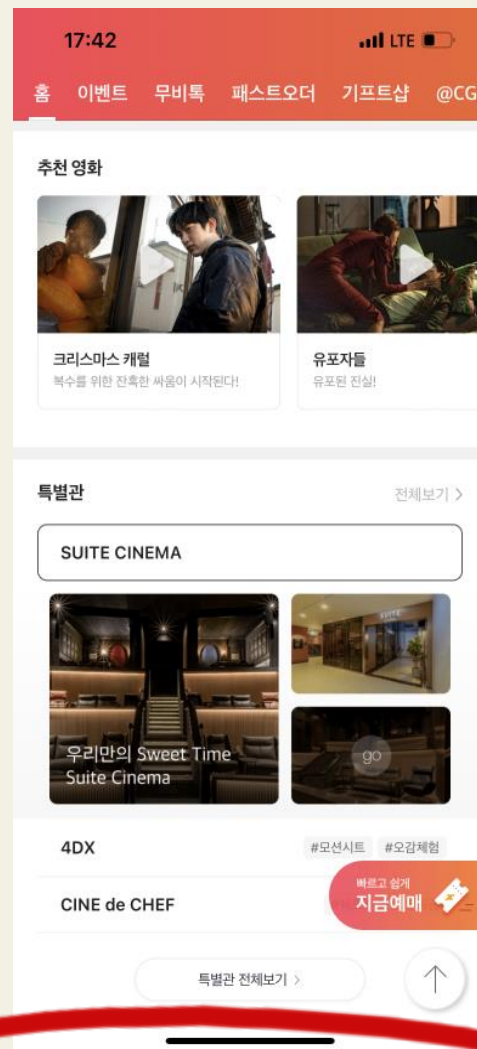 17:42
LTE
홈 이벤트 무비톡 패스트오더 기프트샵 @CG
추천 영화
크리스마스 캐럴
복수를 위한 잔혹한 싸움이 시작된다!
유포자들
유포된 진실!
특별관
전체보기 >
SUITE CINEMA
SUITE
우리만의 Sweet Time
Suite Cinema
go
4DX
#모션시트 #오감체험
CINE de CHEF
빠르고 쉽게
지금예매
특별관 전체보기 >